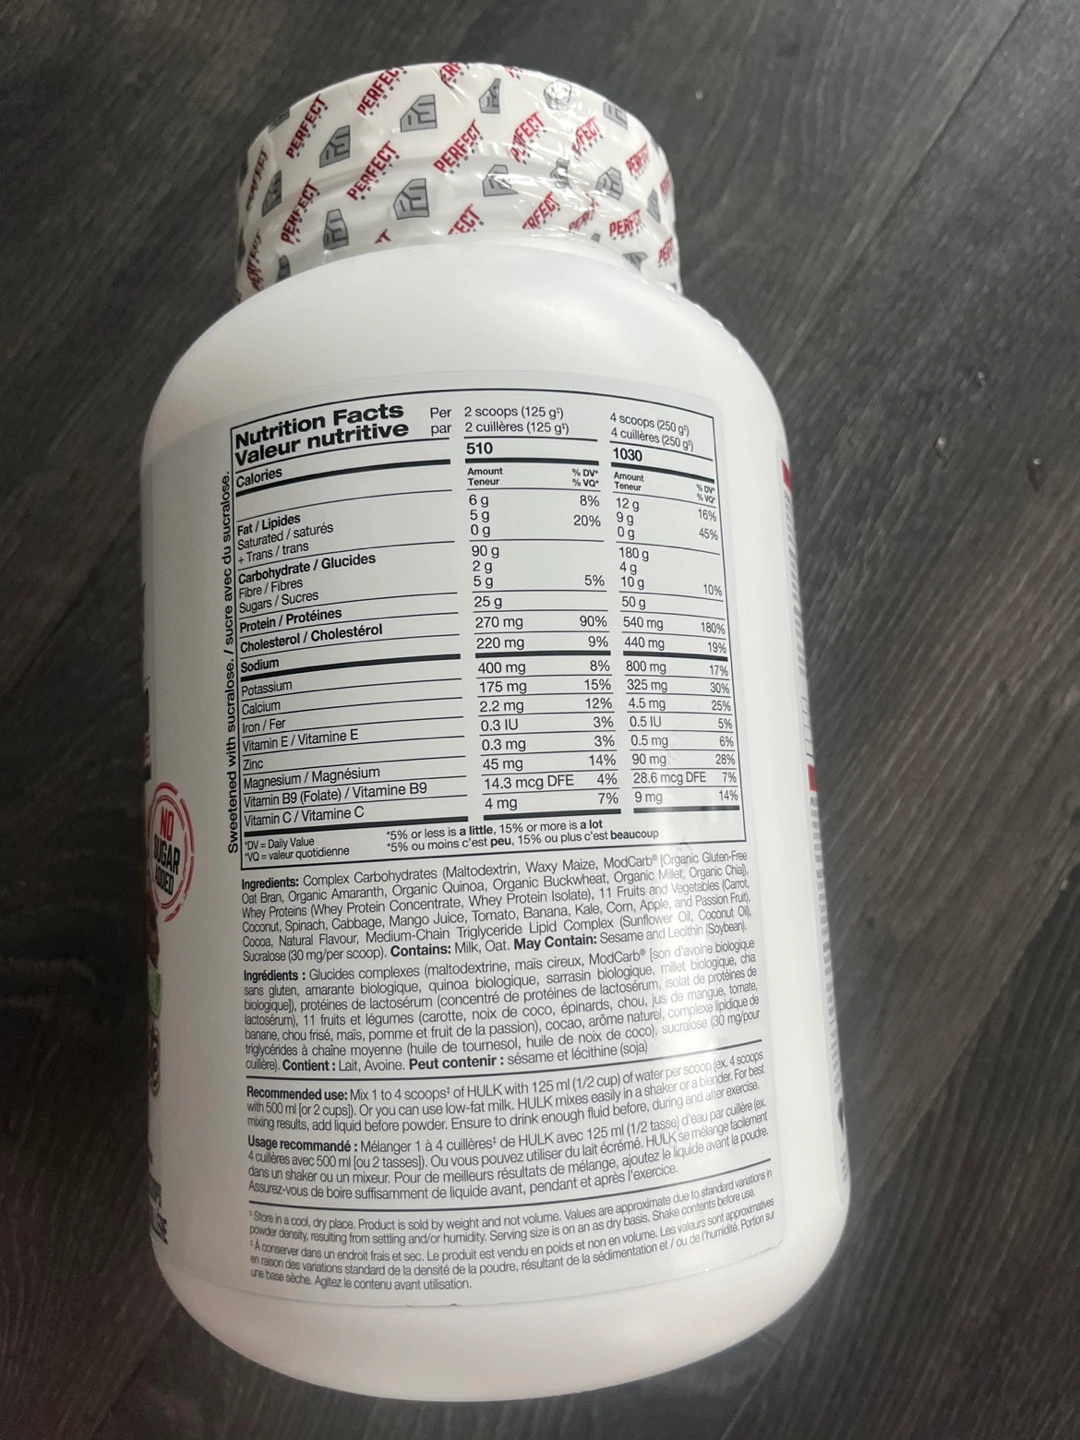 PERFECT
PERFECT
PERFECT
PERFECT
PERFECT
PERFECT
Sweetened with sucralose. / sucre avec du sucralose.
Nutrition Facts
Valeur nutritive
Per 2 scoops (125 g‡) 4 scoops (250 g‡)
par 2 cuillères (125 g‡) 4 cuillères (250 g‡)
Calories 510 1030
Amount % DV* Amount % DV*
Teneur % VQ* Teneur % VQ*
Fat / Lipides 6 g 8% 12 g 16%
Saturated / saturés 5 g 20% 9 g 45%
+ Trans / trans 0 g 0 g
Carbohydrate / Glucides 90 g 180 g
Fibre / Fibres 2 g 4 g
Sugars / Sucres 5 g 5% 10 g 10%
Protein / Protéines 25 g 50 g
Cholesterol / Cholestérol 270 mg 90% 540 mg 180%
Sodium 220 mg 9% 440 mg 19%
Potassium 400 mg 8% 800 mg 17%
Calcium 175 mg 15% 325 mg 30%
Iron / Fer 2.2 mg 12% 4.5 mg 25%
Vitamin E / Vitamine E 0.3 IU 3% 0.5 IU 5%
Zinc 0.3 mg 3% 0.5 mg 6%
Magnesium / Magnésium 45 mg 14% 90 mg 28%
Vitamin B9 (Folate) / Vitamine B9 14.3 mcg DFE 4% 28.6 mcg DFE 7%
Vitamin C / Vitamine C 4 mg 7% 9 mg 14%
*DV = Daily Value *5% or less is a little, 15% or more is a lot
*VQ = valeur quotidienne *5% ou moins c'est peu, 15% ou plus c'est beaucoup
Ingredients: Complex Carbohydrates (Maltodextrin, Waxy Maize, ModCarb® [Organic Gluten-Free
Oat Bran, Organic Amaranth, Organic Quinoa, Organic Buckwheat, Organic Millet, Organic Chia]),
Whey Proteins (Whey Protein Concentrate, Whey Protein Isolate), 11 Fruits and Vegetables (Carrot,
Coconut, Spinach, Cabbage, Mango Juice, Tomato, Banana, Kale, Corn, Apple, and Passion Fruit),
Cocoa, Natural Flavour, Medium-Chain Triglyceride Lipid Complex (Sunflower Oil, Coconut Oil),
Sucralose (30 mg/per scoop). Contains: Milk, Oat. May Contain: Sesame and Lecithin (Soybean).
Ingrédients : Glucides complexes (maltodextrine, maïs cireux, ModCarb® [son d'avoine biologique
sans gluten, amarante biologique, quinoa biologique, sarrasin biologique, millet biologique, chia
biologique]), protéines de lactosérum (concentré de protéines de lactosérum, isolat de protéines de
lactosérum), 11 fruits et légumes (carotte, noix de coco, épinards, chou, jus de mangue, tomate,
banane, chou frisé, maïs, pomme et fruit de la passion), cocao, arôme naturel, complexe lipidique de
triglycérides à chaîne moyenne (huile de tournesol, huile de noix de coco), sucralose (30 mg/pour
cuillère). Contient : Lait, Avoine. Peut contenir : sésame et lécithine (soja)
Recommended use: Mix 1 to 4 scoops‡ of HULK with 125 ml (1/2 cup) of water per scoop (ex. 4 scoops
with 500 ml [or 2 cups]). Or you can use low-fat milk. HULK mixes easily in a shaker or a blender. For best
mixing results, add liquid before powder. Ensure to drink enough fluid before, during and after exercise.
Usage recommandé : Mélanger 1 à 4 cuillères‡ de HULK avec 125 ml (1/2 tasse) d'eau par cuillère (ex.
4 cuillères avec 500 ml [ou 2 tasses]). Ou vous pouvez utiliser du lait écrémé. HULK se mélange facilement
dans un shaker ou un mixeur. Pour de meilleurs résultats de mélange, ajoutez le liquide avant la poudre.
Assurez-vous de boire suffisamment de liquide avant, pendant et après l'exercice.
‡ Store in a cool, dry place. Product is sold by weight and not volume. Values are approximate due to standard variations in
powder density, resulting from settling and/or humidity. Serving size is on an as dry basis. Shake contents before use.
‡ À conserver dans un endroit frais et sec. Le produit est vendu en poids et non en volume. Les valeurs sont approximatives
en raison des variations standard de la densité de la poudre, résultant de la sédimentation et / ou de l'humidité. Portion sur
une base sèche. Agitez le contenu avant utilisation.
NO
SUGAR
ADDED